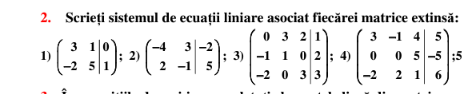 2. Scrieți sistemul de ecuații liniare asociat fiecărei matrice extinsă:
1) ( 3 1 | 0 ; -2 5 | 1 ); 2) ( -4 3 | -2 ; 2 -1 | 5 ); 3) ( 0 3 2 | 1 ; -1 1 0 | 2 ; -2 0 3 | 3 ); 4) ( 3 -1 4 | 5 ; 0 0 5 | -5 ; -2 2 1 | 6 ) ;5